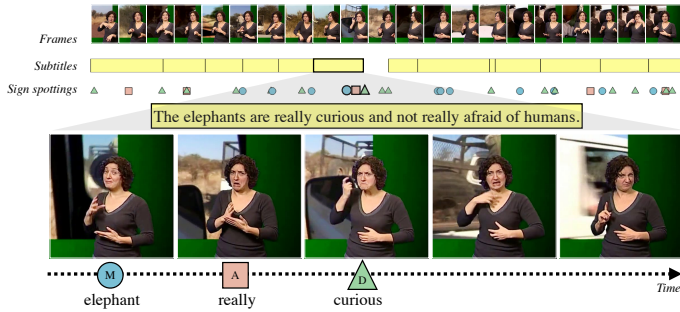 Frames
Subtitles
Sign spottings
The elephants are really curious and not really afraid of humans.
M
A
D
Time
elephant
really
curious